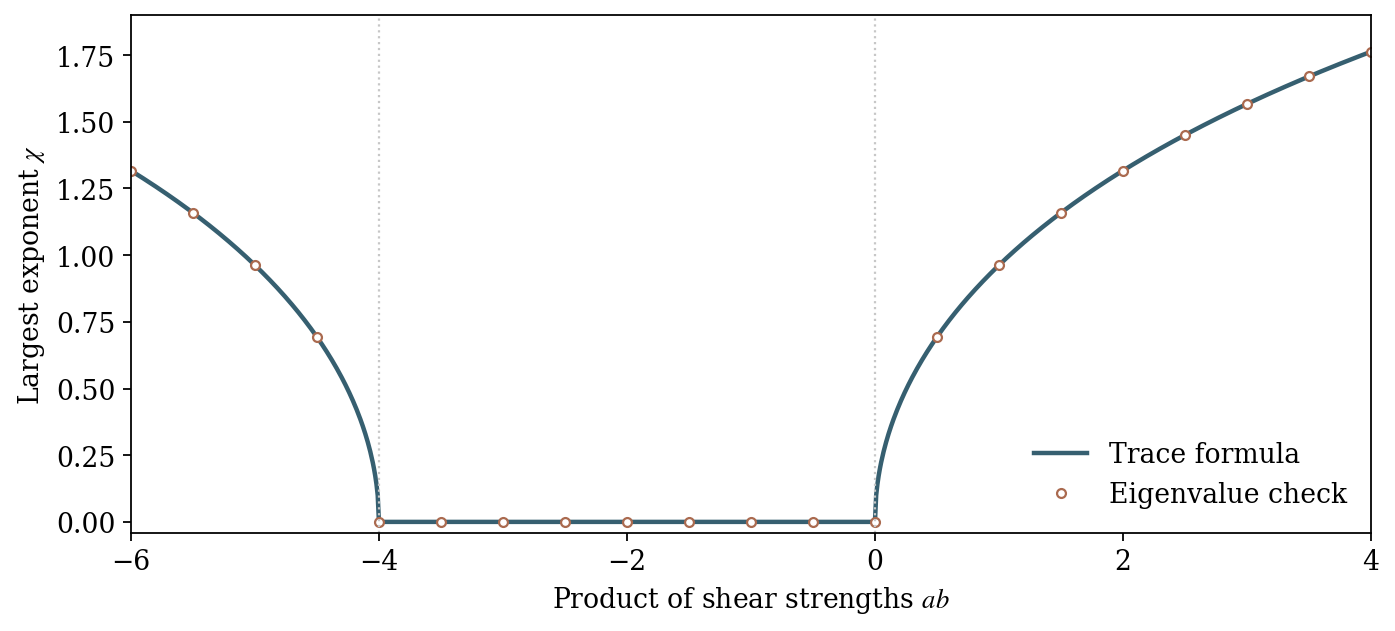 1.75
1.50
1.25
1.00
0.75
0.50
0.25
0.00
Largest exponent χ
Trace formula
Eigenvalue check
−6 −4 −2 0 2 4
Product of shear strengths ab